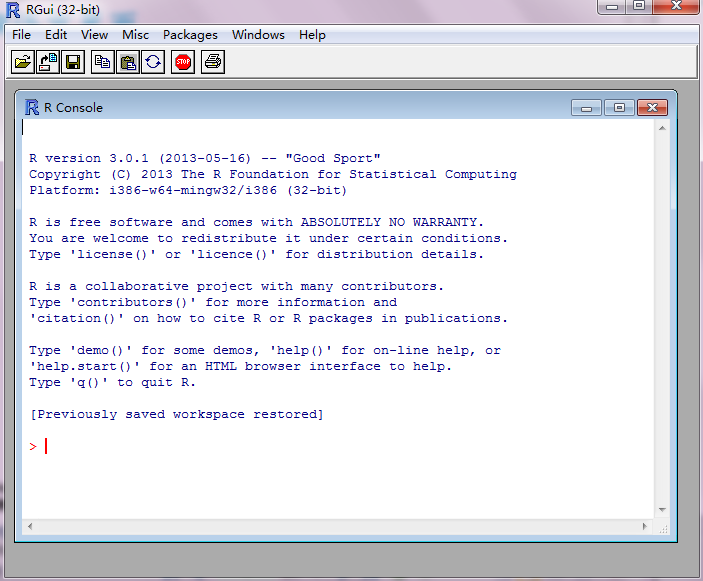 RGui (32-bit)
File Edit View Misc Packages Windows Help
STOP
R Console
R version 3.0.1 (2013-05-16) -- "Good Sport"
Copyright (C) 2013 The R Foundation for Statistical Computing
Platform: i386-w64-mingw32/i386 (32-bit)
R is free software and comes with ABSOLUTELY NO WARRANTY.
You are welcome to redistribute it under certain conditions.
Type 'license()' or 'licence()' for distribution details.
R is a collaborative project with many contributors.
Type 'contributors()' for more information and
'citation()' on how to cite R or R packages in publications.
Type 'demo()' for some demos, 'help()' for on-line help, or
'help.start()' for an HTML browser interface to help.
Type 'q()' to quit R.
[Previously saved workspace restored]
>